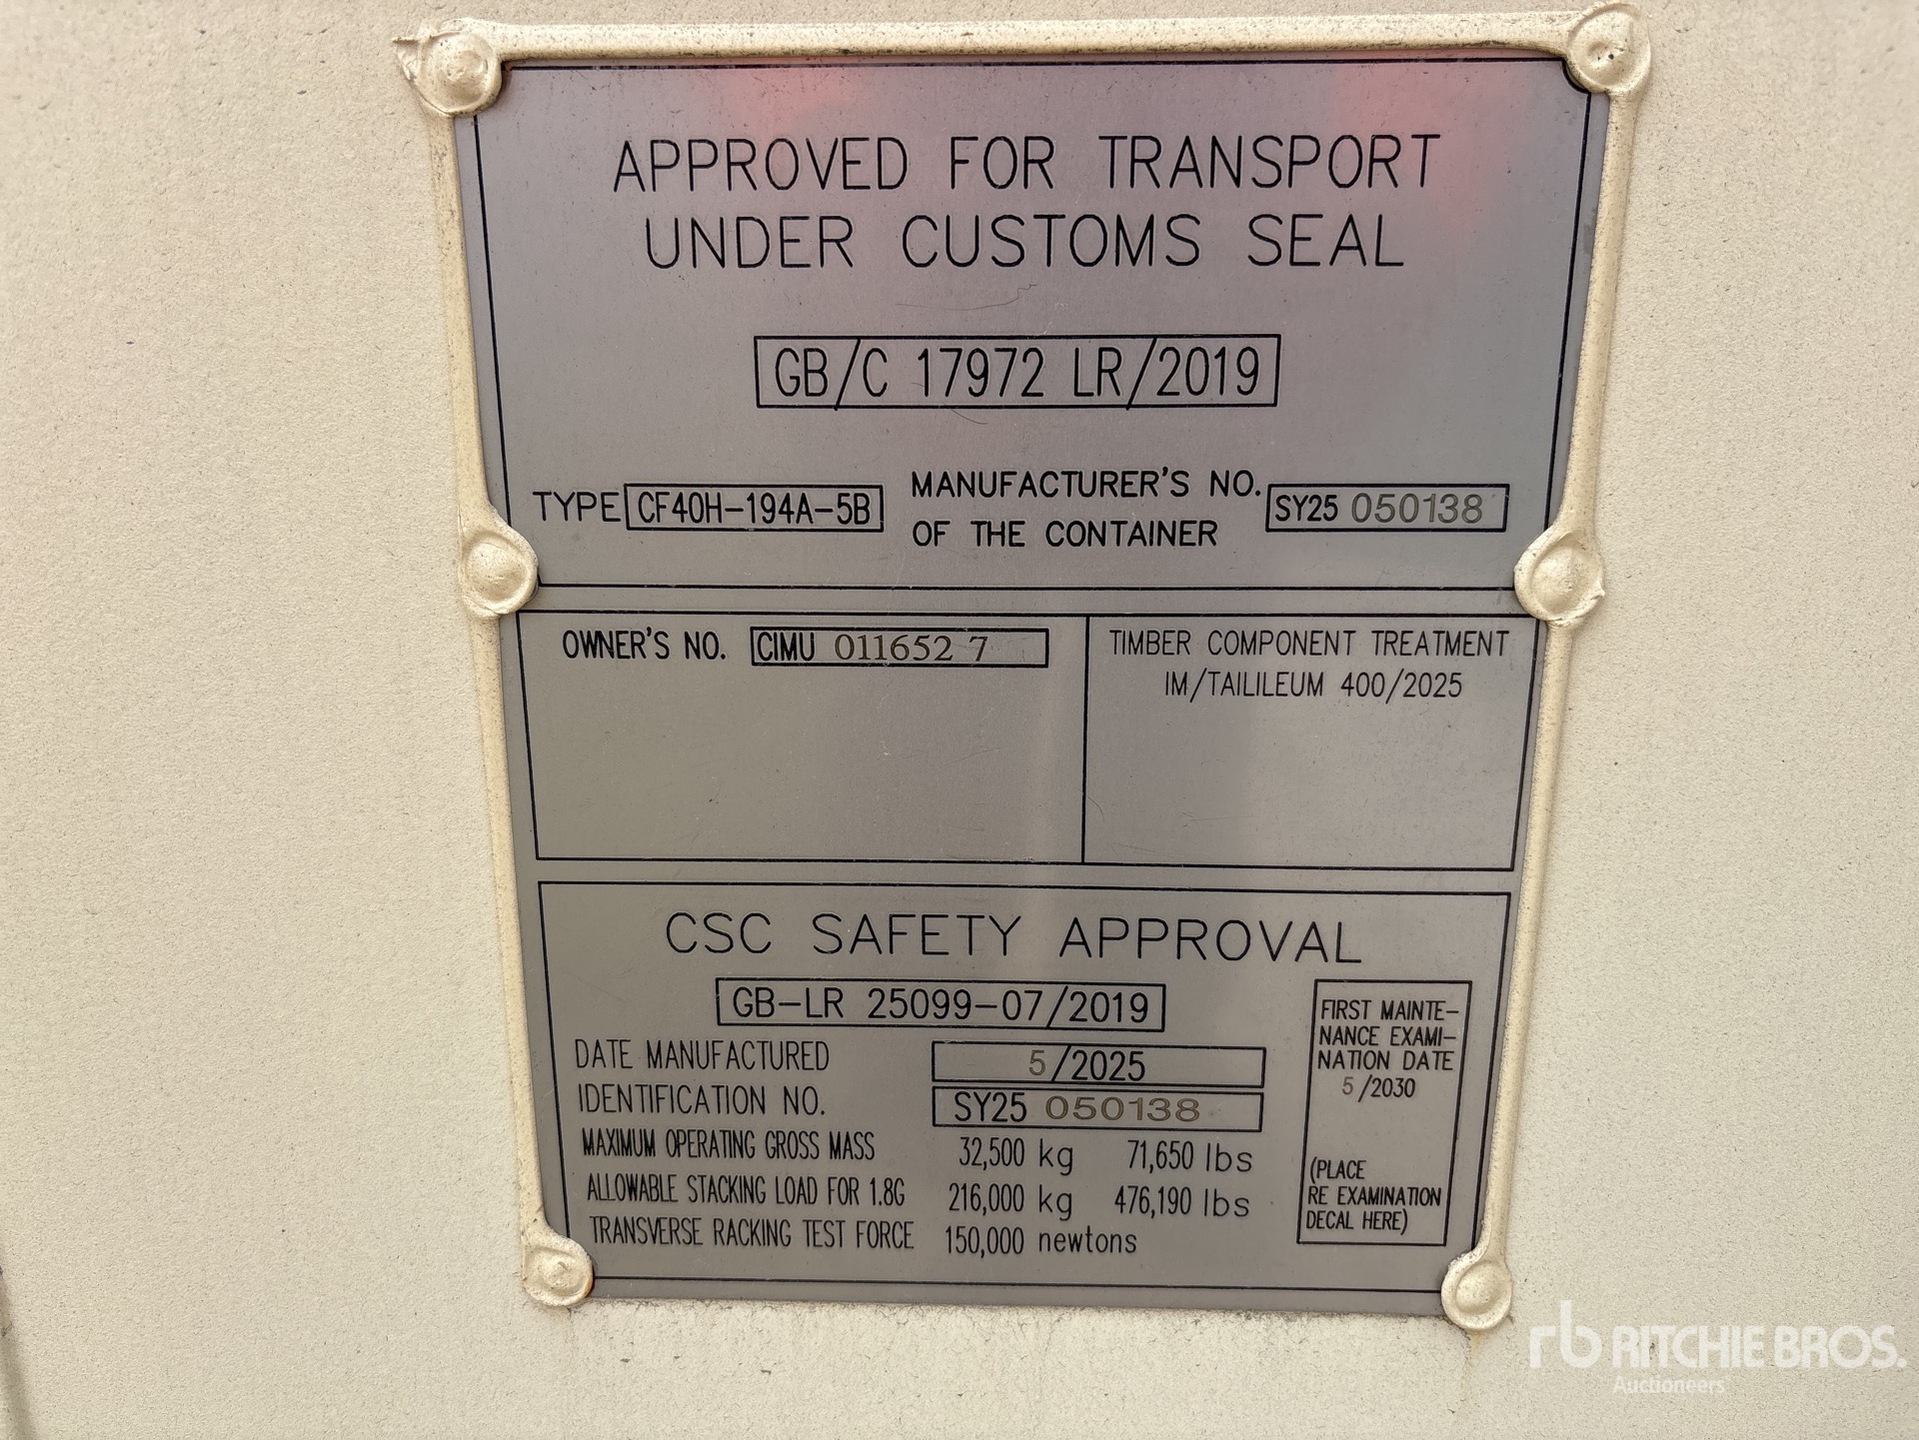 APPROVED FOR TRANSPORT
UNDER CUSTOMS SEAL
GB/C 17972 LR/2019
TYPE CF40H-194A-5B
MANUFACTURER'S NO.
OF THE CONTAINER
SY25 050138
OWNER'S NO. CIMU 011652 7
TIMBER COMPONENT TREATMENT
IM/TAILILEUM 400/2025
CSC SAFETY APPROVAL
GB-LR 25099-07/2019
DATE MANUFACTURED 5/2025
IDENTIFICATION NO. SY25 050138
MAXIMUM OPERATING GROSS MASS 32,500 kg 71,650 lbs
ALLOWABLE STACKING LOAD FOR 1.8G 216,000 kg 476,190 lbs
TRANSVERSE RACKING TEST FORCE 150,000 newtons
FIRST MAINTE-
NANCE EXAMI-
NATION DATE
5/2030
(PLACE
RE EXAMINATION
DECAL HERE)
rb RITCHIE BROS.
Auctioneers